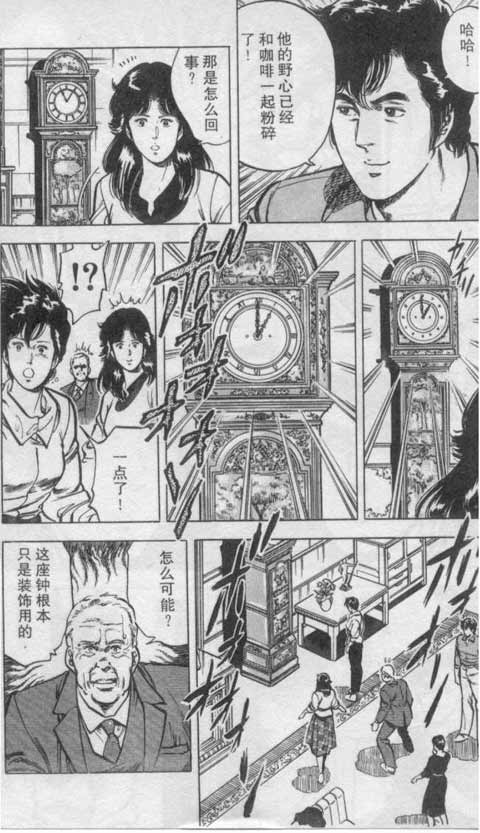 哈哈！
他的野心已经
和咖啡一起粉碎
了！
那是怎么回
事？
!?
一点了！
怎么可能？
这座钟根本
只是装饰用的